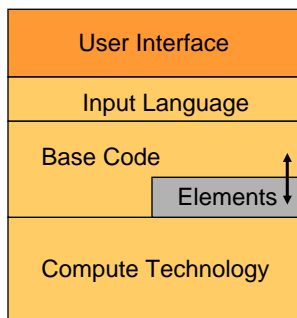 User Interface
Input Language
Base Code
Elements
Compute Technology